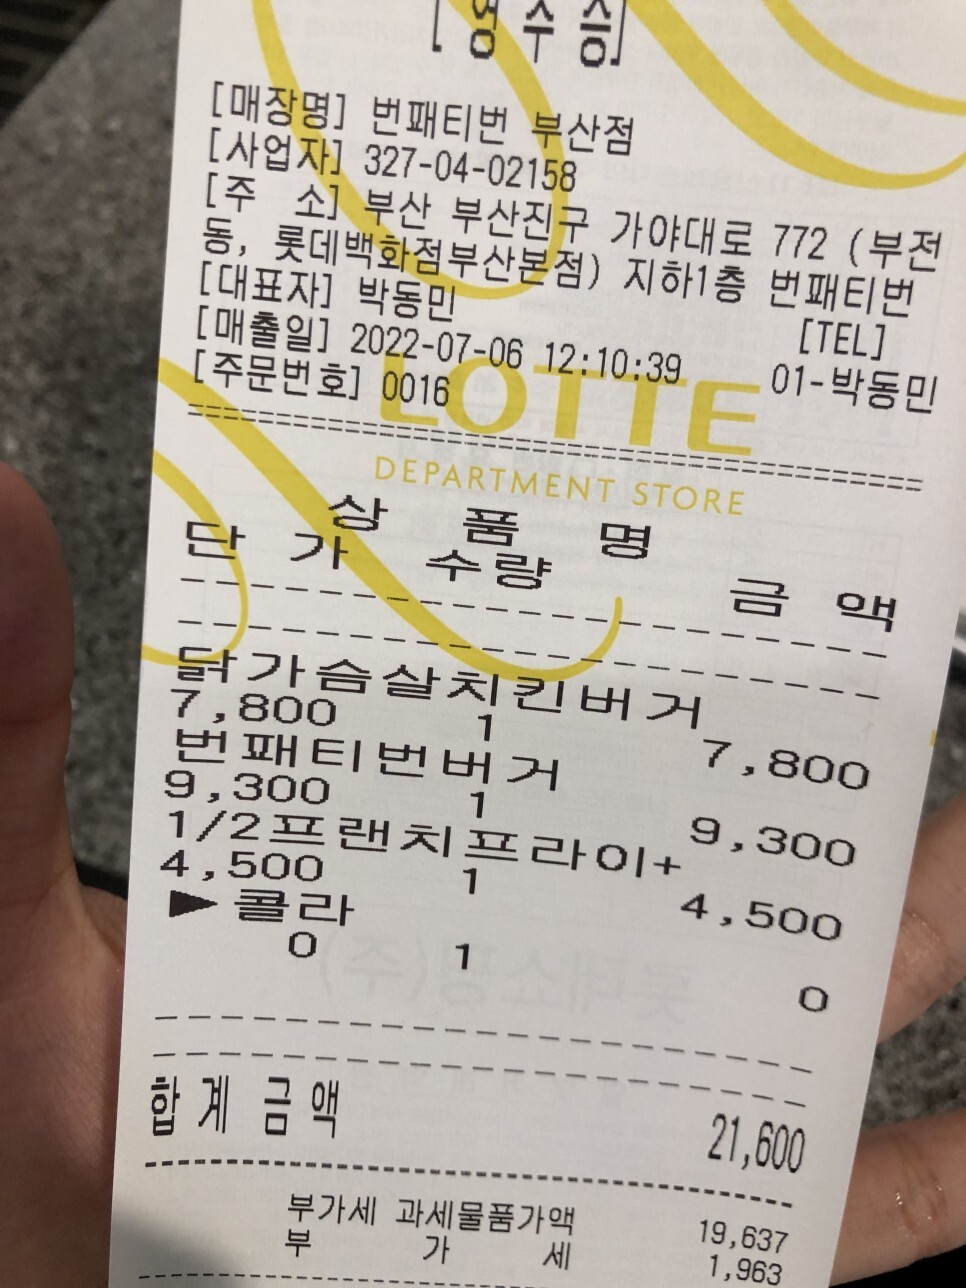 [영수증]
[매장명] 번패티번 부산점
[사업자] 327-04-02158
[주 소] 부산 부산진구 가야대로 772 (부전
동, 롯데백화점부산본점) 지하1층 번패티번
[대표자] 박동민 [TEL]
[매출일] 2022-07-06 12:10:39 01-박동민
[주문번호] 0016
LOTTE
DEPARTMENT STORE
상 품 명
단 가 수량 금 액
닭가슴살치킨버거
7,800 1 7,800
번패티번버거
9,300 1 9,300
1/2프랜치프라이+
4,500 1 4,500
▶콜라
0 1 0
합계 금액 21,600
부가세 과세물품가액 19,637
부 가 세 1,963